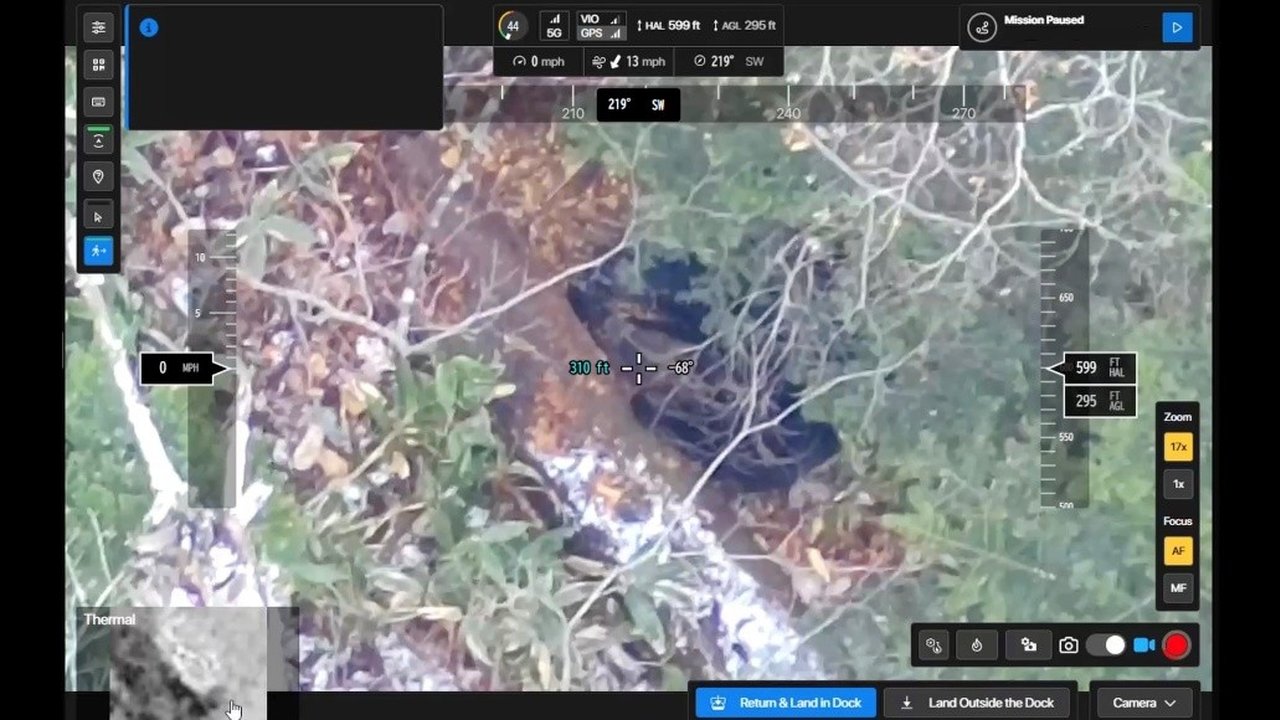 44
5G
VIO
GPS
HAL 599 ft
AGL 295 ft
0 mph
13 mph
219° SW
Mission Paused
219° SW
210
240
270
10
5
0 MPH
310 ft
-68°
650
599 FT HAL
295 FT AGL
550
500
Zoom
17x
1x
Focus
AF
MF
Thermal
Return & Land in Dock
Land Outside the Dock
Camera